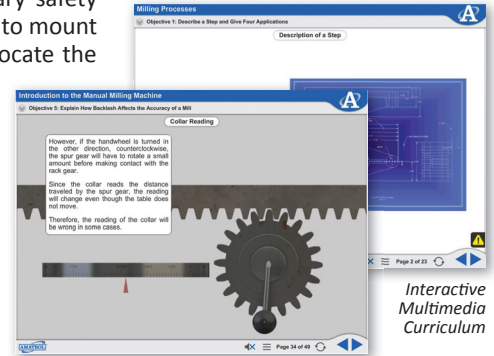 ary safety
to mount
ocate the
Milling Processes
Objective 1: Describe a Step and Give Four Applications
Description of a Step
Page 2 of 23
Introduction to the Manual Milling Machine
Objective 5: Explain How Backlash Affects the Accuracy of a Mill
Collar Reading
However, if the handwheel is turned in
the other direction, counterclockwise,
the spur gear will have to rotate a small
amount before making contact with the
rack gear.
Since the collar reads the distance
traveled by the spur gear, the reading
will change even though the table does
not move.
Therefore, the reading of the collar will
be wrong in some cases.
AMATROL
Page 34 of 49
Interactive
Multimedia
Curriculum